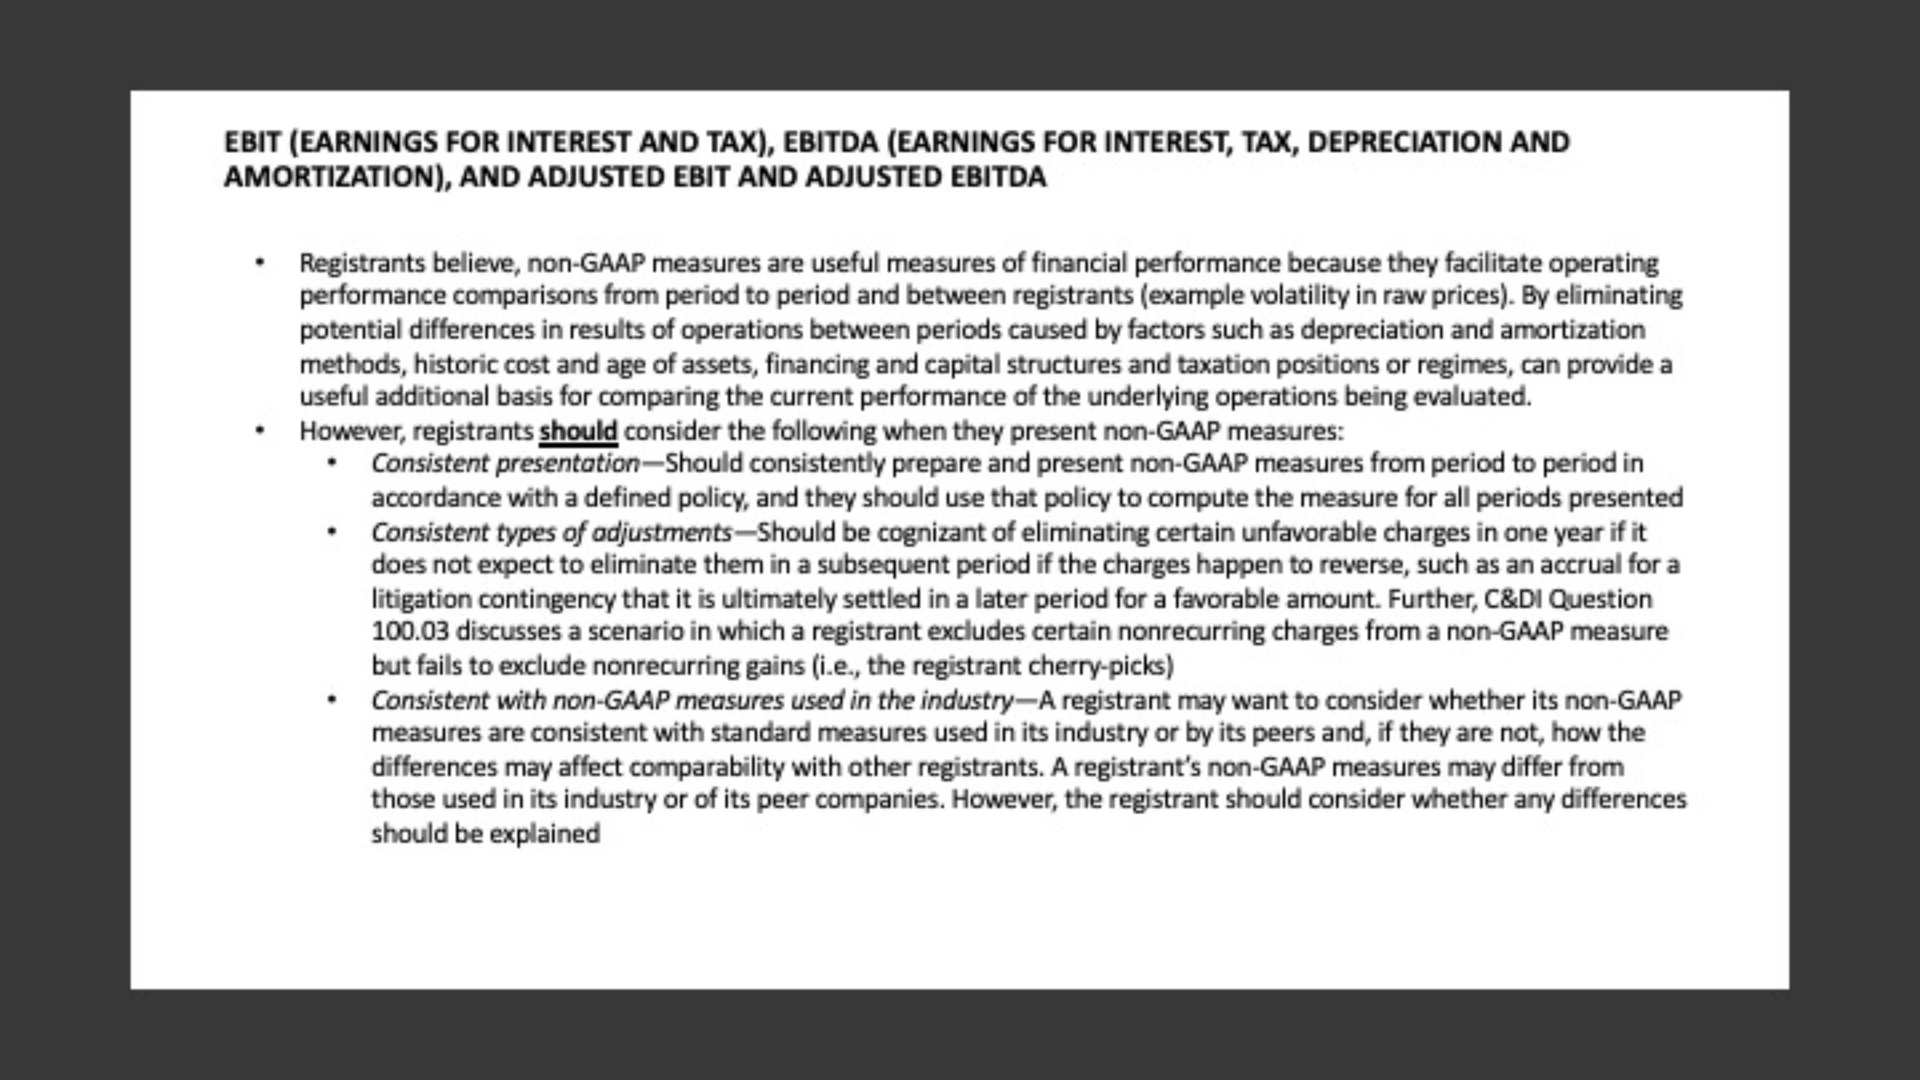 EBIT (EARNINGS FOR INTEREST AND TAX), EBITDA (EARNINGS FOR INTEREST, TAX, DEPRECIATION AND
AMORTIZATION), AND ADJUSTED EBIT AND ADJUSTED EBITDA
• Registrants believe, non-GAAP measures are useful measures of financial performance because they facilitate operating
performance comparisons from period to period and between registrants (example volatility in raw prices). By eliminating
potential differences in results of operations between periods caused by factors such as depreciation and amortization
methods, historic cost and age of assets, financing and capital structures and taxation positions or regimes, can provide a
useful additional basis for comparing the current performance of the underlying operations being evaluated.
• However, registrants should consider the following when they present non-GAAP measures:
• Consistent presentation—Should consistently prepare and present non-GAAP measures from period to period in
accordance with a defined policy, and they should use that policy to compute the measure for all periods presented
• Consistent types of adjustments—Should be cognizant of eliminating certain unfavorable charges in one year if it
does not expect to eliminate them in a subsequent period if the charges happen to reverse, such as an accrual for a
litigation contingency that it is ultimately settled in a later period for a favorable amount. Further, C&DI Question
100.03 discusses a scenario in which a registrant excludes certain nonrecurring charges from a non-GAAP measure
but fails to exclude nonrecurring gains (i.e., the registrant cherry-picks)
• Consistent with non-GAAP measures used in the industry—A registrant may want to consider whether its non-GAAP
measures are consistent with standard measures used in its industry or by its peers and, if they are not, how the
differences may affect comparability with other registrants. A registrant's non-GAAP measures may differ from
those used in its industry or of its peer companies. However, the registrant should consider whether any differences
should be explained